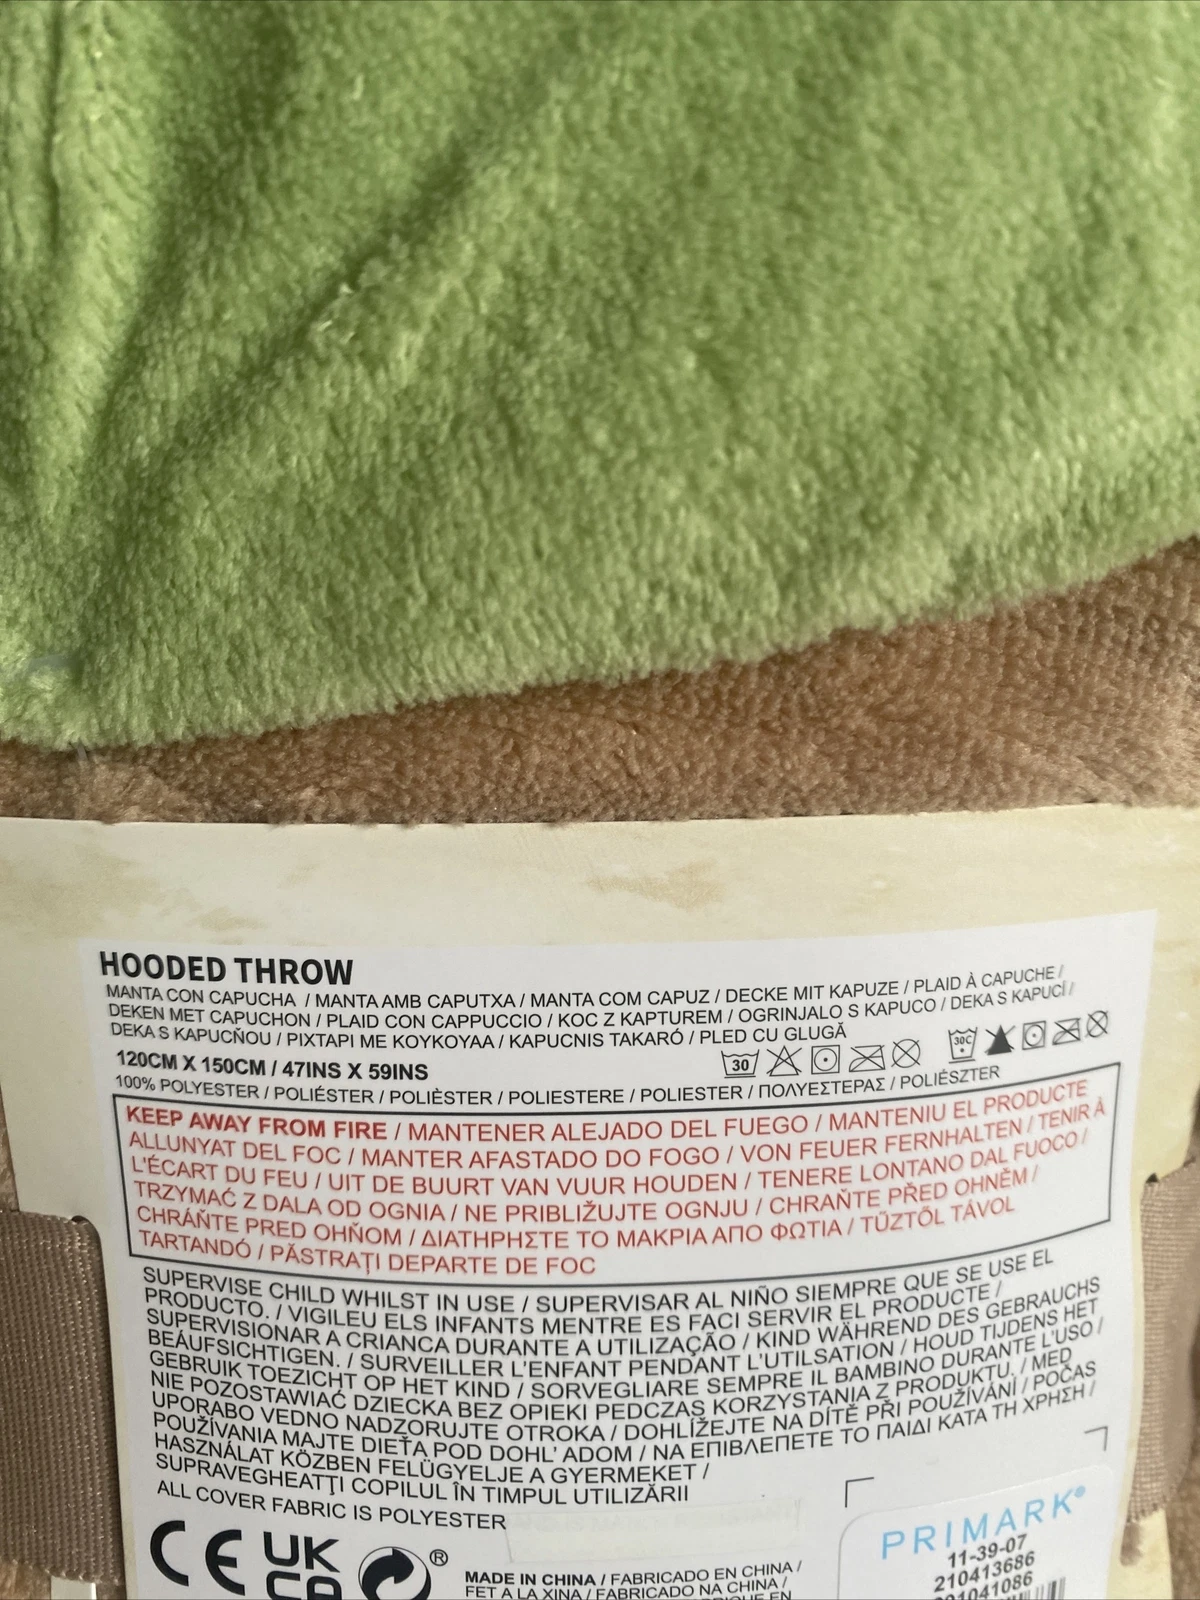 HOODED THROW
MANTA CON CAPUCHA / MANTA AMB CAPUTXA / MANTA COM CAPUZ / DECKE MIT KAPUZE / PLAID À CAPUCHE /
DEKEN MET CAPUCHON / PLAID CON CAPPUCCIO / KOC Z KAPTUREM / OGRINJALO S KAPUCO / DEKA S KAPUCÍ /
DEKA S KAPUCŇOU / ΡΙΧΤΑΡΙ ΜΕ ΚΟΥΚΟΥΛΑ / KAPUCNIS TAKARÓ / PLED CU GLUGĂ
120CM X 150CM / 47INS X 59INS
30
30C
100% POLYESTER / POLIÉSTER / POLIÈSTER / POLIESTERE / POLIESTER / ΠΟΛΥΕΣΤΕΡΑΣ / POLIÉSZTER
KEEP AWAY FROM FIRE / MANTENER ALEJADO DEL FUEGO / MANTENIU EL PRODUCTE
ALLUNYAT DEL FOC / MANTER AFASTADO DO FOGO / VON FEUER FERNHALTEN / TENIR À
L'ÉCART DU FEU / UIT DE BUURT VAN VUUR HOUDEN / TENERE LONTANO DAL FUOCO /
TRZYMAĆ Z DALA OD OGNIA / NE PRIBLIŽUJTE OGNJU / CHRAŇTE PŘED OHNĚM /
CHRÁŇTE PRED OHŇOM / ΔΙΑΤΗΡΗΣΤΕ ΤΟ ΜΑΚΡΙΑ ΑΠΟ ΦΩΤΙΑ / TŰZTŐL TÁVOL
TARTANDÓ / PĂSTRAȚI DEPARTE DE FOC
SUPERVISE CHILD WHILST IN USE / SUPERVISAR AL NIÑO SIEMPRE QUE SE USE EL
PRODUCTO. / VIGILEU ELS INFANTS MENTRE ES FACI SERVIR EL PRODUCTE /
SUPERVISIONAR A CRIANCA DURANTE A UTILIZAÇÃO / KIND WÄHREND DES GEBRAUCHS
BEÁUFSICHTIGEN. / SURVEILLER L'ENFANT PENDANT L'UTILSATION / HOUD TIJDENS HET
GEBRUIK TOEZICHT OP HET KIND / SORVEGLIARE SEMPRE IL BAMBINO DURANTE L'USO /
NIE POZOSTAWIAĆ DZIECKA BEZ OPIEKI PEDCZAS KORZYSTANIA Z PRODUKTU. / MED
UPORABO VEDNO NADZORUJTE OTROKA / DOHLÍŽEJTE NA DÍTĚ PŘI POUŽÍVÁNÍ / POČAS
POUŽÍVANIA MAJTE DIEŤA POD DOHL' ADOM / ΝΑ ΕΠΙΒΛΕΠΕΤΕ ΤΟ ΠΑΙΔΙ ΚΑΤΑ ΤΗ ΧΡΗΣΗ /
HASZNÁLAT KÖZBEN FELÜGYELJE A GYERMEKET /
SUPRAVEGHEAȚI COPILUL ÎN TIMPUL UTILIZĂRII
ALL COVER FABRIC IS POLYESTER
CE UK CA ®
MADE IN CHINA / FABRICADO EN CHINA /
FET A LA XINA / FABRICADO NA CHINA /
PRIMARK®
11-39-07
210413686